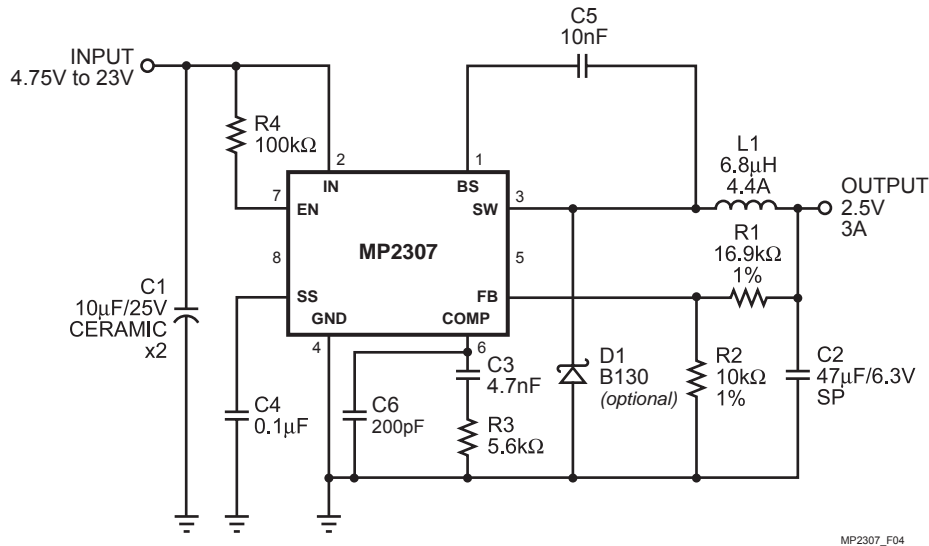 C5
10nF
INPUT
4.75V to 23V
R4
100kΩ
2
1
IN
BS
L1
6.8µH
4.4A
7
EN
SW
3
OUTPUT
2.5V
3A
MP2307
R1
16.9kΩ
1%
8
5
C1
10µF/25V
CERAMIC
x2
SS
FB
GND
COMP
4
6
C3
4.7nF
D1
B130
(optional)
R2
10kΩ
1%
C2
47µF/6.3V
SP
C4
0.1µF
C6
200pF
R3
5.6kΩ
MP2307_F04